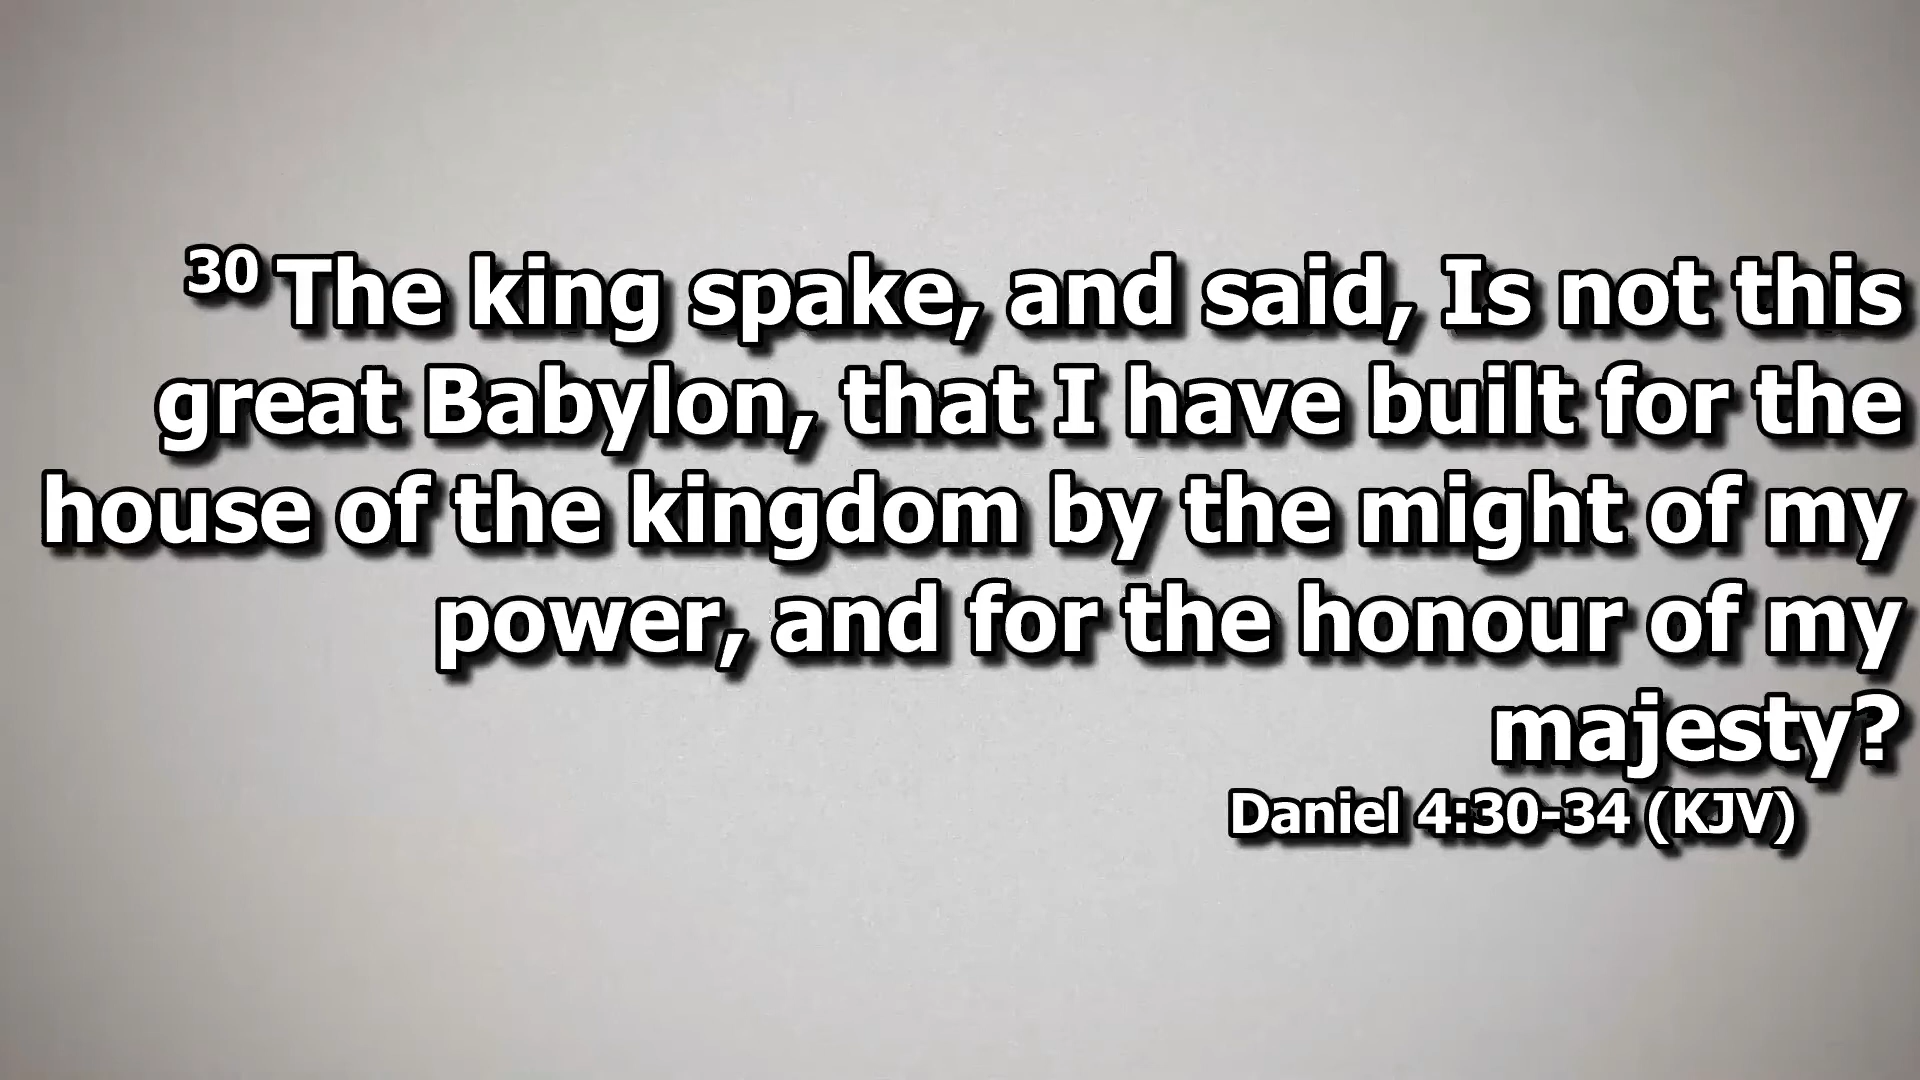 30 The king spake, and said, Is not this
great Babylon, that I have built for the
house of the kingdom by the might of my
power, and for the honour of my
majesty?
Daniel 4:30-34 (KJV)